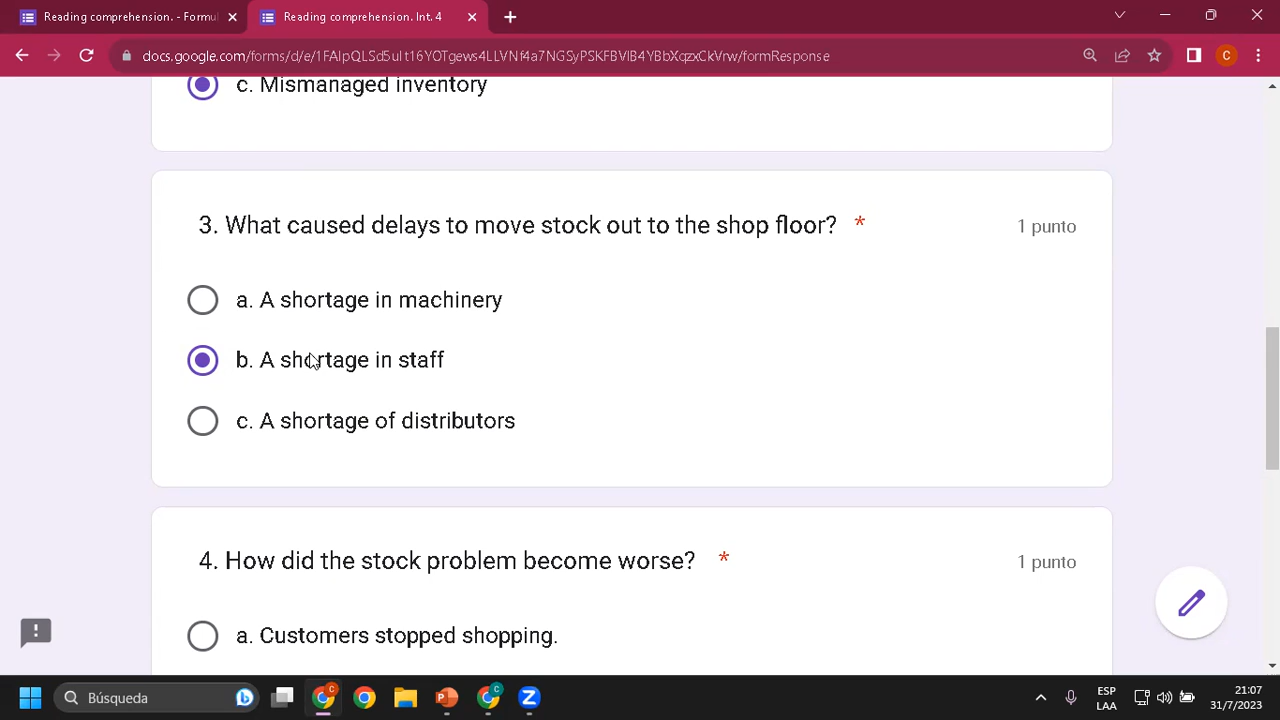 Reading comprehension. - Formu
Reading comprehension. Int. 4
docs.google.com/forms/d/e/1FAIpQLSd5uIt16YOTgews4LLVNf4a7NGSyPSKFBVIB4YBbXqzxCkVrw/formResponse
C
c. Mismanaged inventory
3. What caused delays to move stock out to the shop floor? *
1 punto
a. A shortage in machinery
b. A shortage in staff
c. A shortage of distributors
4. How did the stock problem become worse? *
1 punto
a. Customers stopped shopping.
Búsqueda
ESP
LAA
21:07
31/7/2023